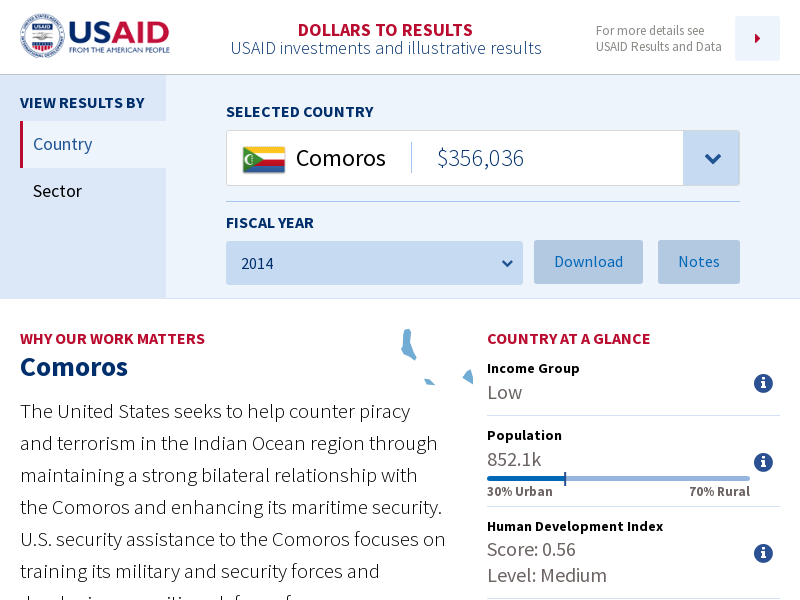 USAID
USAID
FROM THE AMERICAN PEOPLE
DOLLARS TO RESULTS
USAID investments and illustrative results
For more details see
USAID Results and Data
VIEW RESULTS BY
Country
Sector
SELECTED COUNTRY
Comoros
$356,036
FISCAL YEAR
2014
Download
Notes
WHY OUR WORK MATTERS
Comoros
The United States seeks to help counter piracy
and terrorism in the Indian Ocean region through
maintaining a strong bilateral relationship with
the Comoros and enhancing its maritime security.
U.S. security assistance to the Comoros focuses on
training its military and security forces and
COUNTRY AT A GLANCE
Income Group
Low
Population
852.1k
30% Urban
70% Rural
Human Development Index
Score: 0.56
Level: Medium